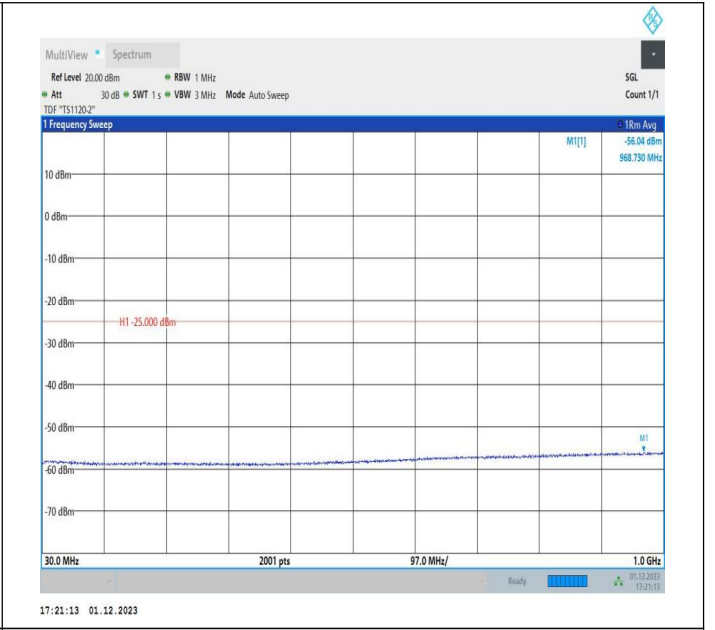 MultiView Spectrum
Ref Level 20.00 dBm RBW 1 MHz SGL
Att 30 dB SWT 1 s VBW 3 MHz Mode Auto Sweep Count 1/1
TDF "TS1120-2"
1 Frequency Sweep 1Rm Avg
M1[1] -56.04 dBm
968.730 MHz
10 dBm
0 dBm
-10 dBm
-20 dBm
H1 -25.000 dBm
-30 dBm
-40 dBm
-50 dBm
M1
-60 dBm
-70 dBm
30.0 MHz 2001 pts 97.0 MHz/ 1.0 GHz
Ready 01.12.2023
17:21:13
17:21:13 01.12.2023